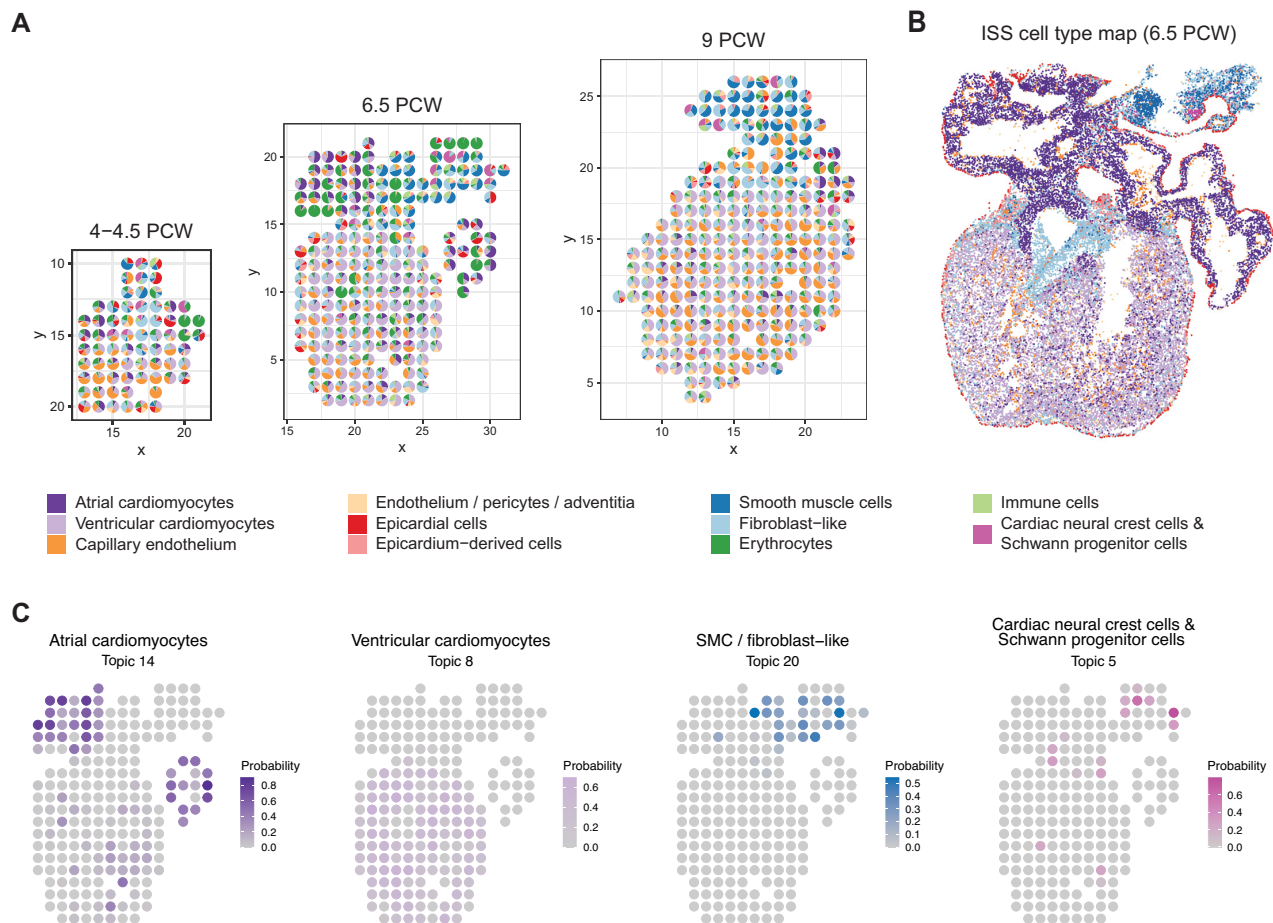 A
B
4−4.5 PCW
6.5 PCW
9 PCW
ISS cell type map (6.5 PCW)
10
15
20
y
15
20
x
20
15
10
5
y
15
20
25
30
x
25
20
15
10
5
y
10
15
20
x
Atrial cardiomyocytes
Ventricular cardiomyocytes
Capillary endothelium
Endothelium / pericytes / adventitia
Epicardial cells
Epicardium−derived cells
Smooth muscle cells
Fibroblast−like
Erythrocytes
Immune cells
Cardiac neural crest cells &
Schwann progenitor cells
C
Atrial cardiomyocytes
Topic 14
Probability
0.8
0.6
0.4
0.2
0.0
Ventricular cardiomyocytes
Topic 8
Probability
0.6
0.4
0.2
0.0
SMC / fibroblast−like
Topic 20
Probability
0.5
0.4
0.3
0.2
0.1
0.0
Cardiac neural crest cells &
Schwann progenitor cells
Topic 5
Probability
0.6
0.4
0.2
0.0